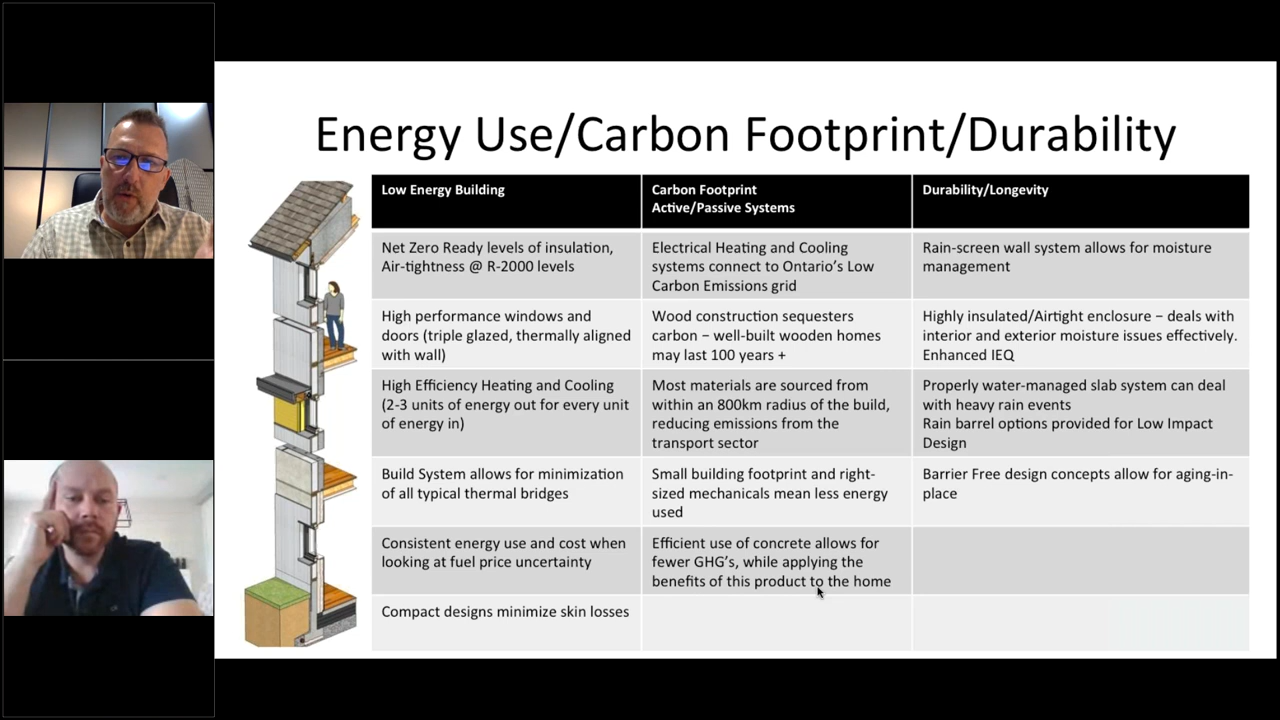 Energy Use/Carbon Footprint/Durability
Low Energy Building
Carbon Footprint
Active/Passive Systems
Durability/Longevity
Net Zero Ready levels of insulation,
Air-tightness @ R-2000 levels
Electrical Heating and Cooling
systems connect to Ontario’s Low
Carbon Emissions grid
Rain-screen wall system allows for moisture
management
High performance windows and
doors (triple glazed, thermally aligned
with wall)
Wood construction sequesters
carbon – well-built wooden homes
may last 100 years +
Highly insulated/Airtight enclosure – deals with
interior and exterior moisture issues effectively.
Enhanced IEQ
High Efficiency Heating and Cooling
(2-3 units of energy out for every unit
of energy in)
Most materials are sourced from
within an 800km radius of the build,
reducing emissions from the
transport sector
Properly water-managed slab system can deal
with heavy rain events
Rain barrel options provided for Low Impact
Design
Build System allows for minimization
of all typical thermal bridges
Small building footprint and right-
sized mechanicals mean less energy
used
Barrier Free design concepts allow for aging-in-
place
Consistent energy use and cost when
looking at fuel price uncertainty
Efficient use of concrete allows for
fewer GHG’s, while applying the
benefits of this product to the home
Compact designs minimize skin losses